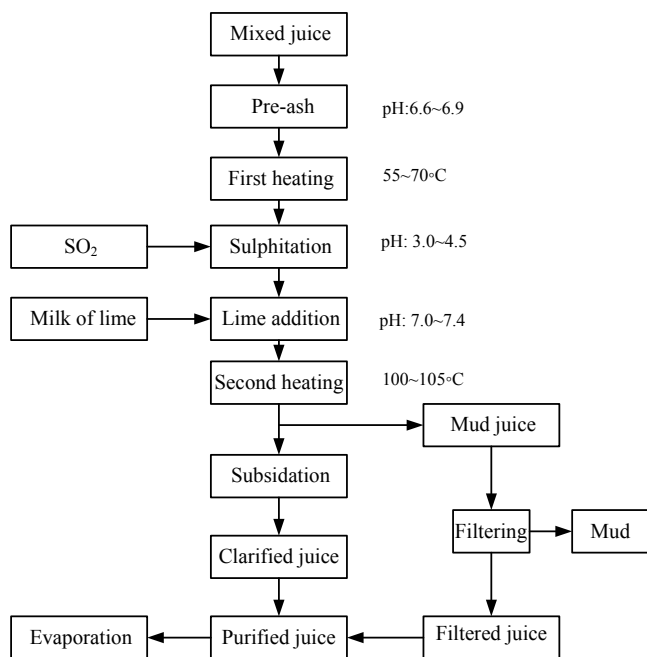 Mixed juice
Pre-ash
pH:6.6~6.9
First heating
55~70°C
SO₂
Sulphitation
pH: 3.0~4.5
Milk of lime
Lime addition
pH: 7.0~7.4
Second heating
100~105°C
Mud juice
Subsidation
Filtering
Mud
Clarified juice
Evaporation
Purified juice
Filtered juice